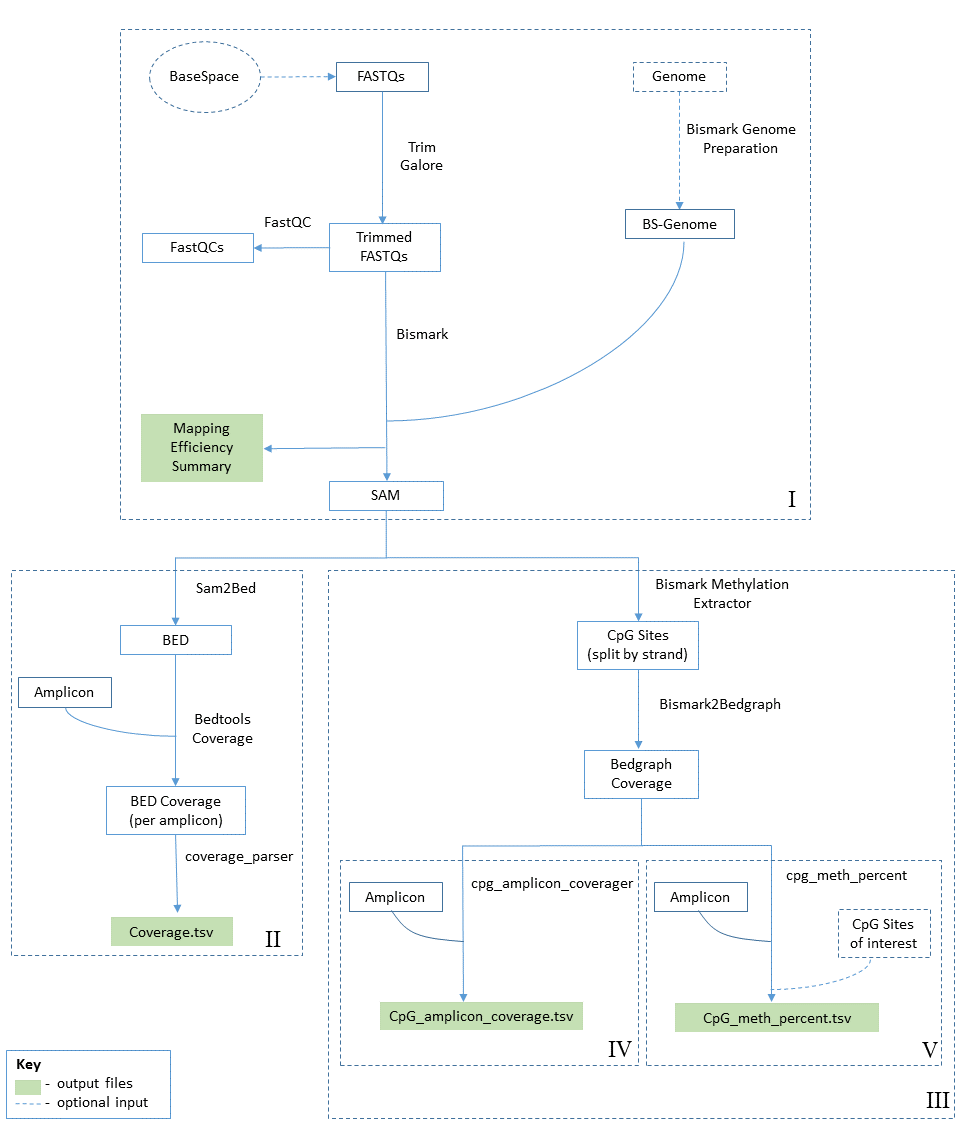 BaseSpace
FASTQs
Genome
Trim
Galore
Bismark Genome
Preparation
FastQC
FastQCs
Trimmed
FASTQs
BS-Genome
Bismark
Mapping
Efficiency
Summary
SAM
I
Sam2Bed
BED
Amplicon
Bedtools
Coverage
BED Coverage
(per amplicon)
coverage_parser
Coverage.tsv
II
Bismark Methylation
Extractor
CpG Sites
(split by strand)
Bismark2Bedgraph
Bedgraph
Coverage
cpg_amplicon_coverager
Amplicon
CpG_amplicon_coverage.tsv
IV
cpg_meth_percent
Amplicon
CpG Sites
of interest
CpG_meth_percent.tsv
V
III
Key
- output files
- optional input